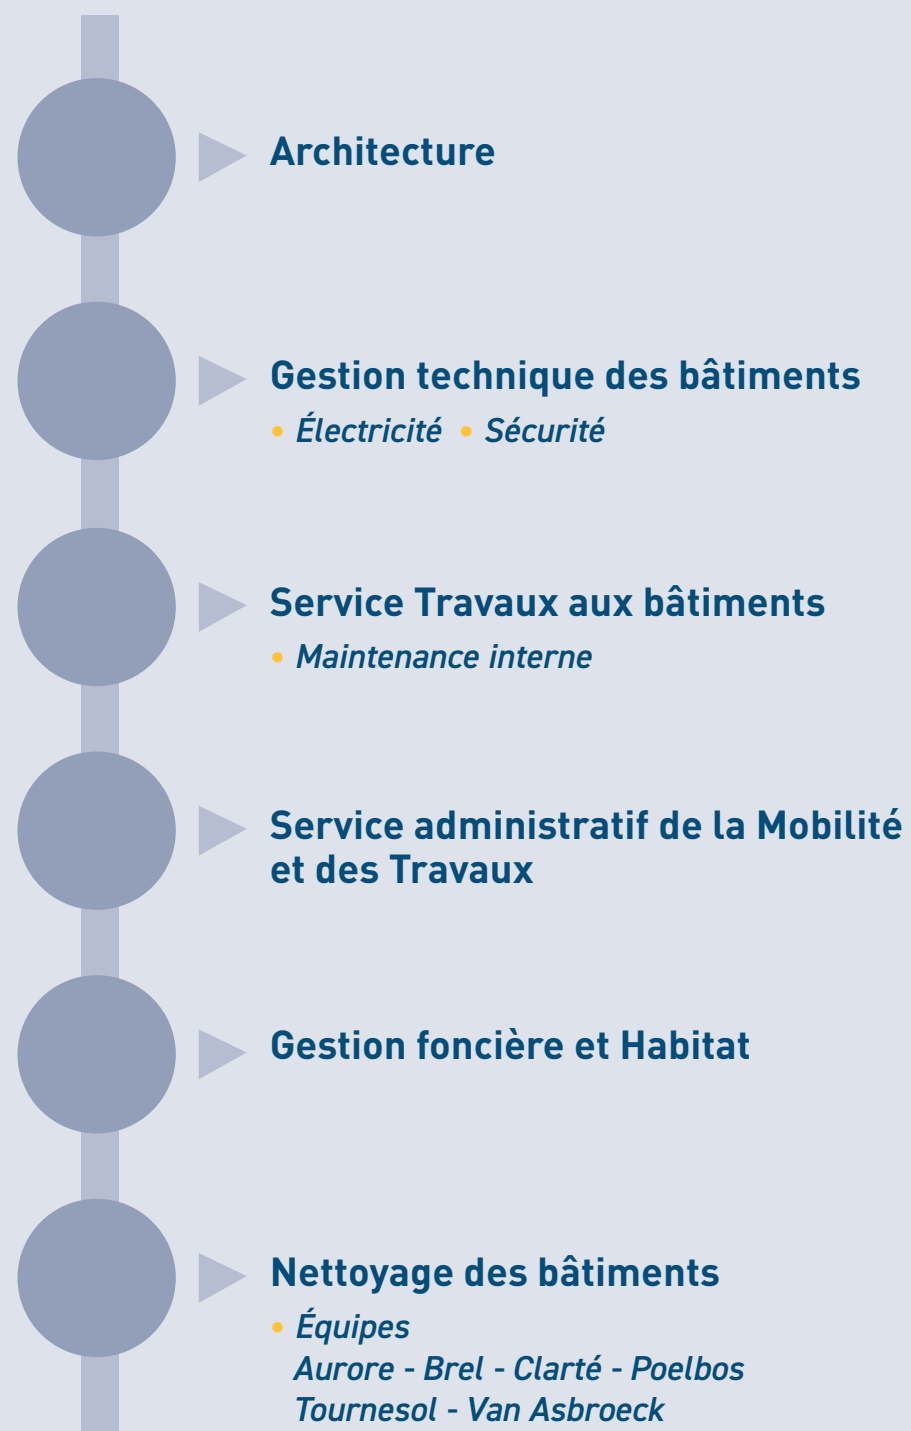 Architecture
Gestion technique des bâtiments
• Électricité • Sécurité
Service Travaux aux bâtiments
• Maintenance interne
Service administratif de la Mobilité
et des Travaux
Gestion foncière et Habitat
Nettoyage des bâtiments
• Équipes
Aurore - Brel - Clarté - Poelbos
Tournesol - Van Asbroeck